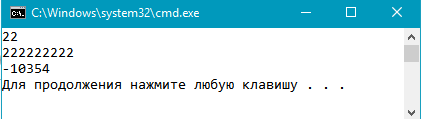 C:\Windows\system32\cmd.exe
22
222222222
-10354
Для продолжения нажмите любую клавишу . . .